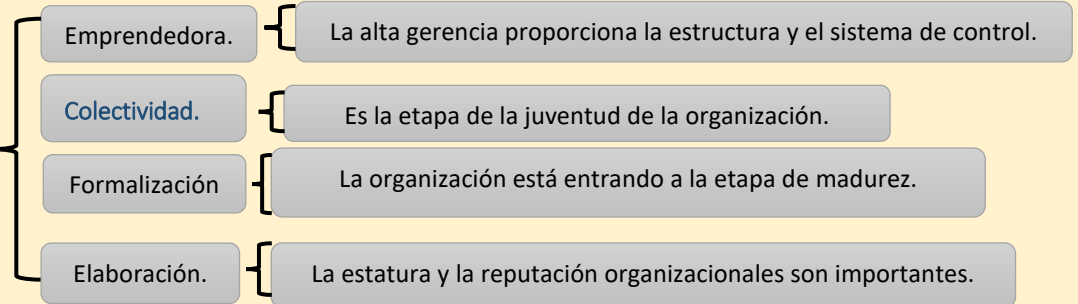 Emprendedora.
La alta gerencia proporciona la estructura y el sistema de control.
Colectividad.
Es la etapa de la juventud de la organización.
Formalización
La organización está entrando a la etapa de madurez.
Elaboración.
La estatura y la reputación organizacionales son importantes.